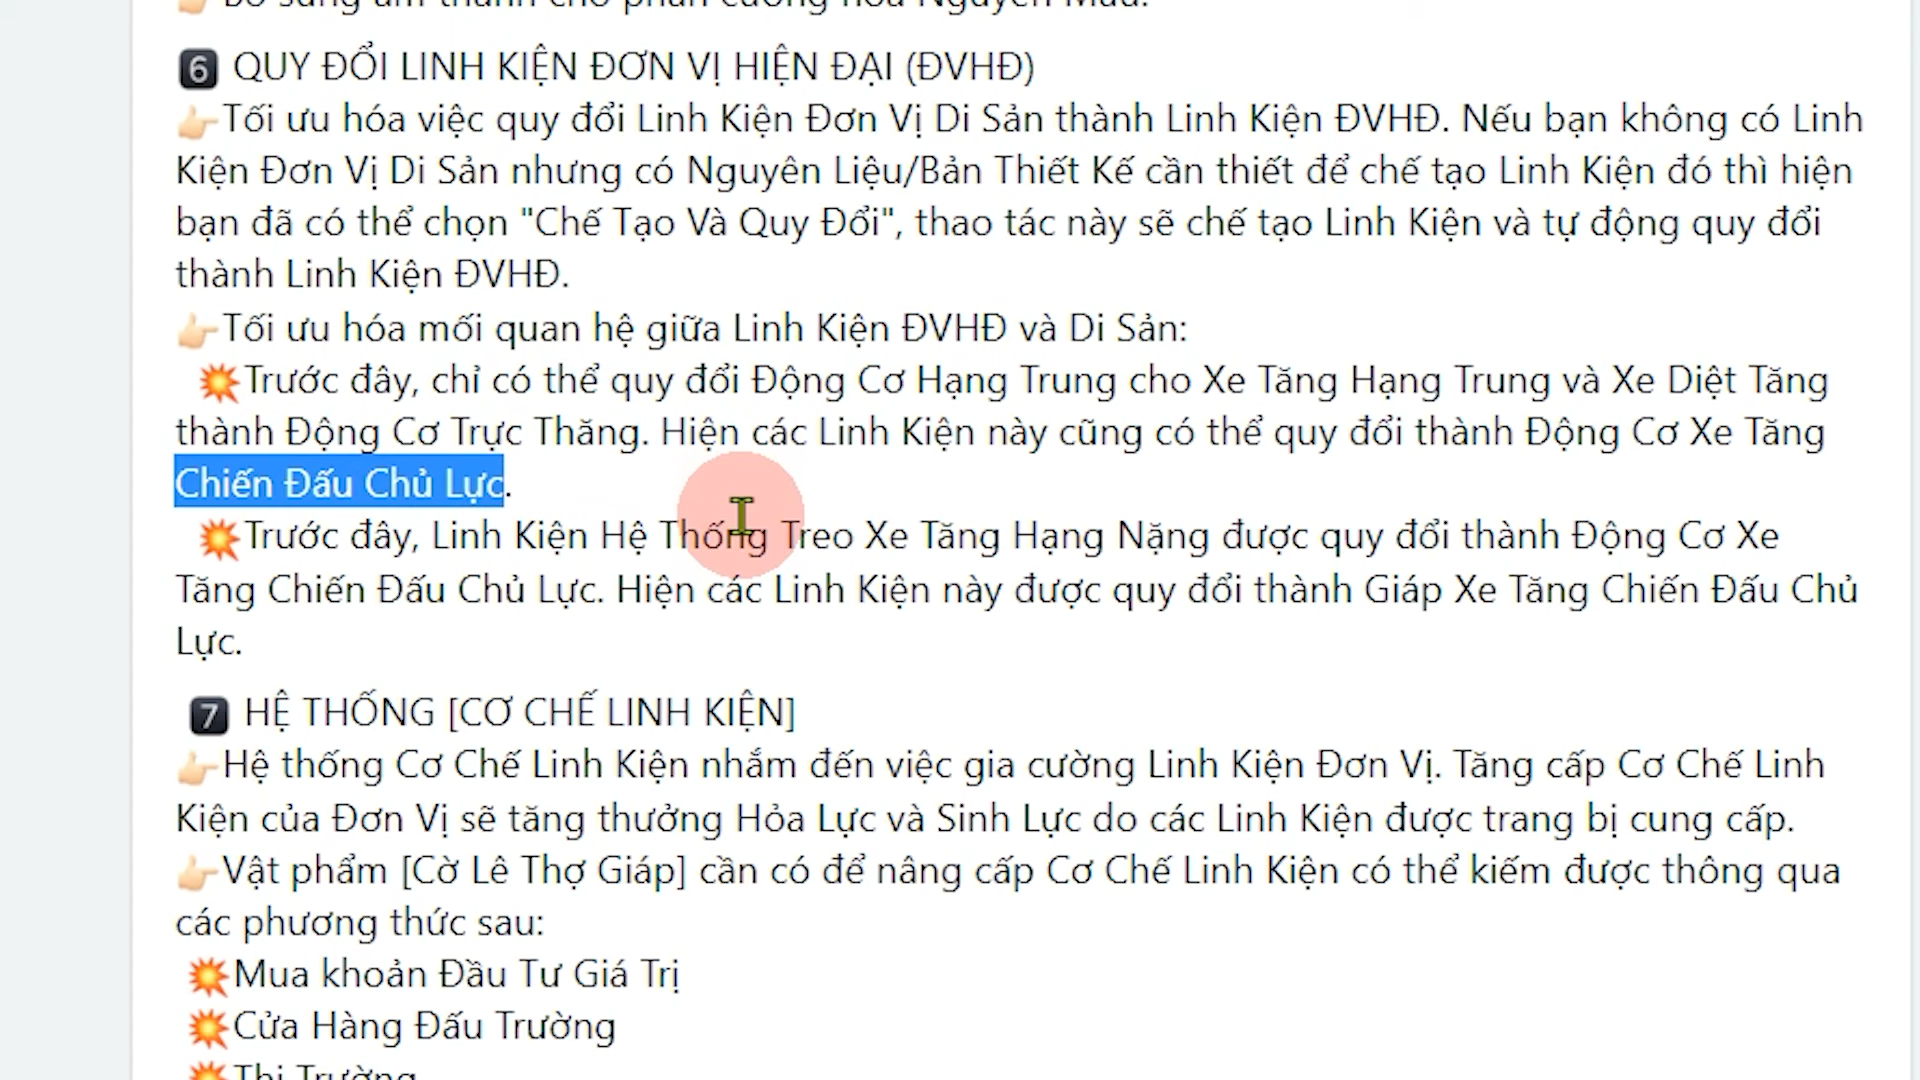 bổ sung âm thanh cho phần cường hóa Nguyên Mẫu.
6 QUY ĐỔI LINH KIỆN ĐƠN VỊ HIỆN ĐẠI (ĐVHĐ)
👉🏻Tối ưu hóa việc quy đổi Linh Kiện Đơn Vị Di Sản thành Linh Kiện ĐVHĐ. Nếu bạn không có Linh
Kiện Đơn Vị Di Sản nhưng có Nguyên Liệu/Bản Thiết Kế cần thiết để chế tạo Linh Kiện đó thì hiện
bạn đã có thể chọn "Chế Tạo Và Quy Đổi", thao tác này sẽ chế tạo Linh Kiện và tự động quy đổi
thành Linh Kiện ĐVHĐ.
👉🏻Tối ưu hóa mối quan hệ giữa Linh Kiện ĐVHĐ và Di Sản:
💥Trước đây, chỉ có thể quy đổi Động Cơ Hạng Trung cho Xe Tăng Hạng Trung và Xe Diệt Tăng
thành Động Cơ Trực Thăng. Hiện các Linh Kiện này cũng có thể quy đổi thành Động Cơ Xe Tăng
Chiến Đấu Chủ Lực.
💥Trước đây, Linh Kiện Hệ Thống Treo Xe Tăng Hạng Nặng được quy đổi thành Động Cơ Xe
Tăng Chiến Đấu Chủ Lực. Hiện các Linh Kiện này được quy đổi thành Giáp Xe Tăng Chiến Đấu Chủ
Lực.
7 HỆ THỐNG [CƠ CHẾ LINH KIỆN]
👉🏻Hệ thống Cơ Chế Linh Kiện nhắm đến việc gia cường Linh Kiện Đơn Vị. Tăng cấp Cơ Chế Linh
Kiện của Đơn Vị sẽ tăng thưởng Hỏa Lực và Sinh Lực do các Linh Kiện được trang bị cung cấp.
👉🏻Vật phẩm [Cờ Lê Thợ Giáp] cần có để nâng cấp Cơ Chế Linh Kiện có thể kiếm được thông qua
các phương thức sau:
💥Mua khoản Đầu Tư Giá Trị
💥Cửa Hàng Đấu Trường
💥Thị Trường